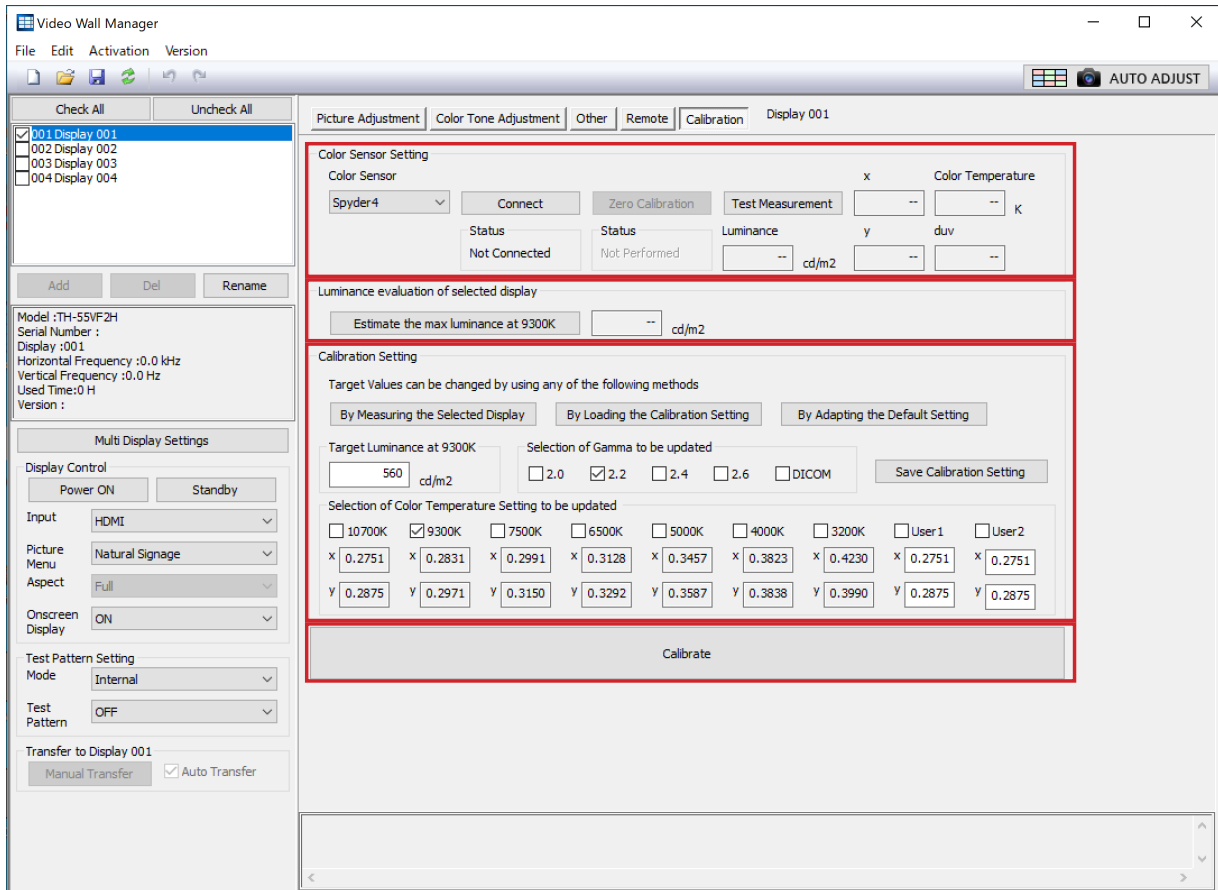 Video Wall Manager
File Edit Activation Version
AUTO ADJUST
Check All Uncheck All
001 Display 001
002 Display 002
003 Display 003
004 Display 004
Add Del Rename
Model :TH-55VF2H
Serial Number :
Display :001
Horizontal Frequency :0.0 kHz
Vertical Frequency :0.0 Hz
Used Time:0 H
Version :
Multi Display Settings
Display Control
Power ON Standby
Input HDMI
Picture Menu Natural Signage
Aspect Full
Onscreen Display ON
Test Pattern Setting
Mode Internal
Test Pattern OFF
Transfer to Display 001
Manual Transfer Auto Transfer
Picture Adjustment Color Tone Adjustment Other Remote Calibration Display 001
Color Sensor Setting
Color Sensor x Color Temperature
Spyder4 Connect Zero Calibration Test Measurement -- -- K
Status Status Luminance y duv
Not Connected Not Performed -- cd/m2 -- --
Luminance evaluation of selected display
Estimate the max luminance at 9300K -- cd/m2
Calibration Setting
Target Values can be changed by using any of the following methods
By Measuring the Selected Display By Loading the Calibration Setting By Adapting the Default Setting
Target Luminance at 9300K Selection of Gamma to be updated
560 cd/m2 2.0 2.2 2.4 2.6 DICOM Save Calibration Setting
Selection of Color Temperature Setting to be updated
10700K 9300K 7500K 6500K 5000K 4000K 3200K User1 User2
x 0.2751 x 0.2831 x 0.2991 x 0.3128 x 0.3457 x 0.3823 x 0.4230 x 0.2751 x 0.2751
y 0.2875 y 0.2971 y 0.3150 y 0.3292 y 0.3587 y 0.3838 y 0.3990 y 0.2875 y 0.2875
Calibrate